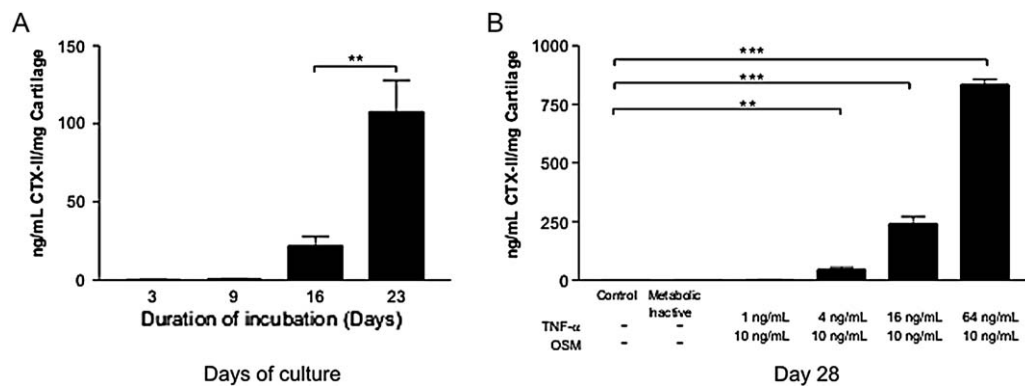 A
ng/mL CTX-II/mg Cartilage
150
100
50
0
**
3 9 16 23
Duration of incubation (Days)
Days of culture
B
ng/mL CTX-II/mg Cartilage
1000
750
500
250
0
***
***
**
Control Metabolic Inactive
TNF-α - - 1 ng/mL 4 ng/mL 16 ng/mL 64 ng/mL
OSM - - 10 ng/mL 10 ng/mL 10 ng/mL 10 ng/mL
Day 28